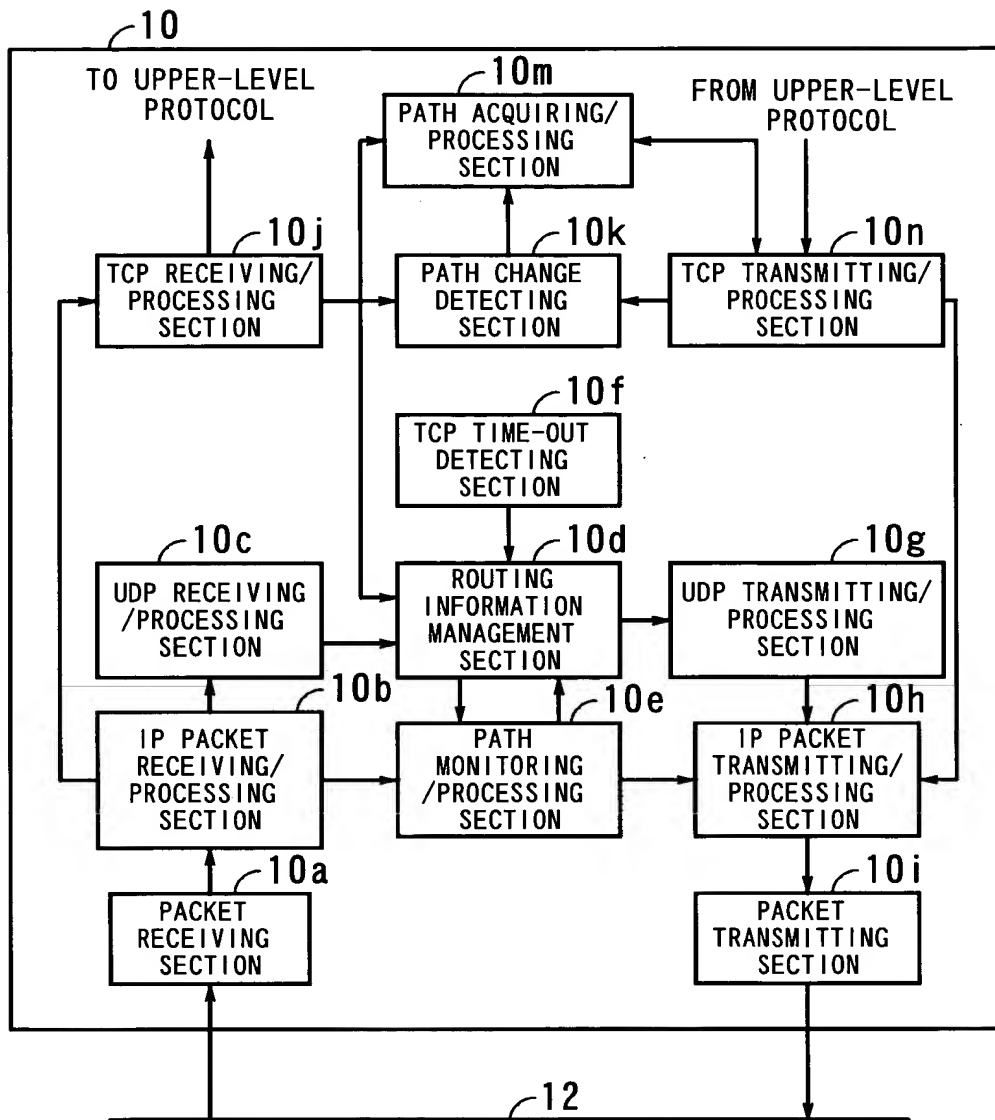 10
TO UPPER-LEVEL
PROTOCOL
10m
PATH ACQUIRING/
PROCESSING
SECTION
FROM UPPER-LEVEL
PROTOCOL
10j
TCP RECEIVING/
PROCESSING
SECTION
10k
PATH CHANGE
DETECTING
SECTION
10n
TCP TRANSMITTING/
PROCESSING
SECTION
10f
TCP TIME-OUT
DETECTING
SECTION
10c
UDP RECEIVING
/PROCESSING
SECTION
10d
ROUTING
INFORMATION
MANAGEMENT
SECTION
10g
UDP TRANSMITTING/
PROCESSING
SECTION
10b
IP PACKET
RECEIVING/
PROCESSING
SECTION
10e
PATH
MONITORING
/PROCESSING
SECTION
10h
IP PACKET
TRANSMITTING/
PROCESSING
SECTION
10a
PACKET
RECEIVING
SECTION
10i
PACKET
TRANSMITTING
SECTION
12